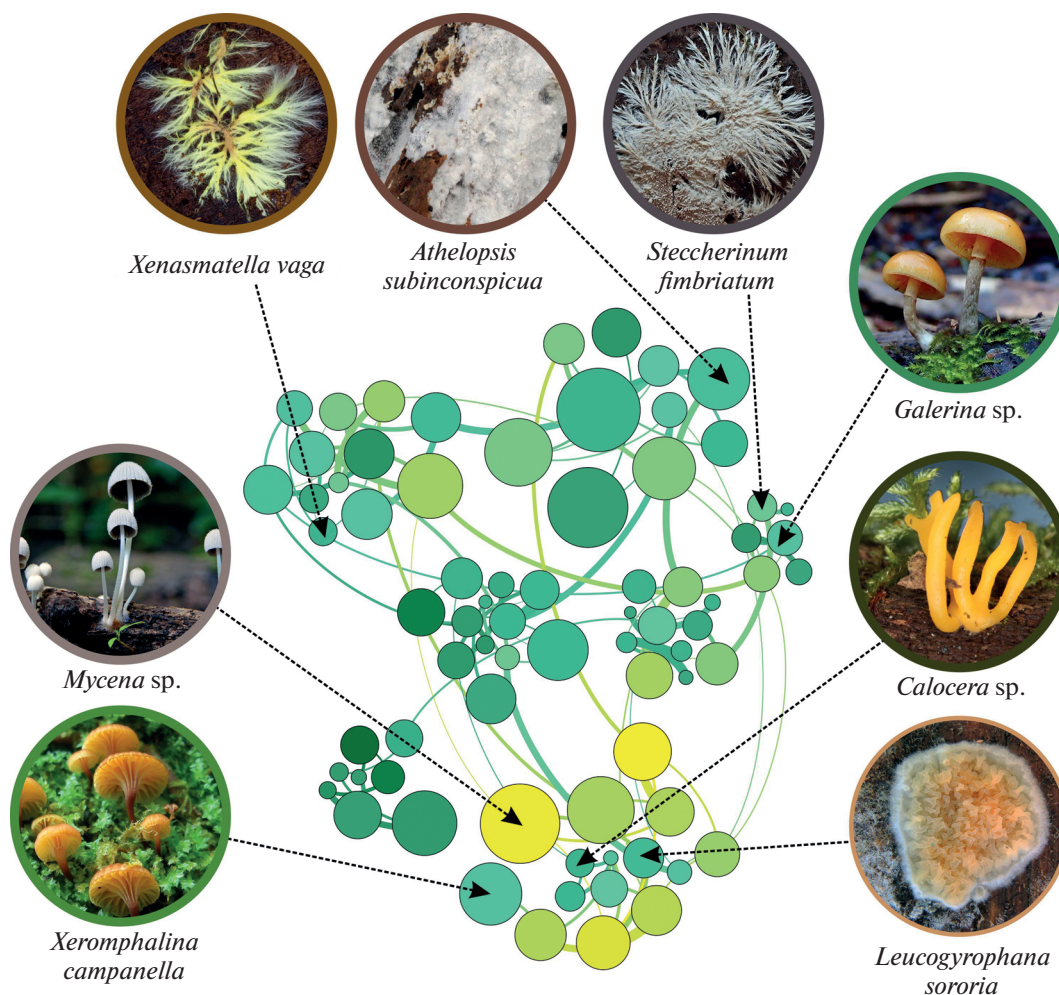 Xenasmatella vaga
Athelopsis
subinconspicua
Steccherinum
fimbriatum
Galerina sp.
Mycena sp.
Calocera sp.
Xeromphalina
campanella
Leucogyrophana
sororia